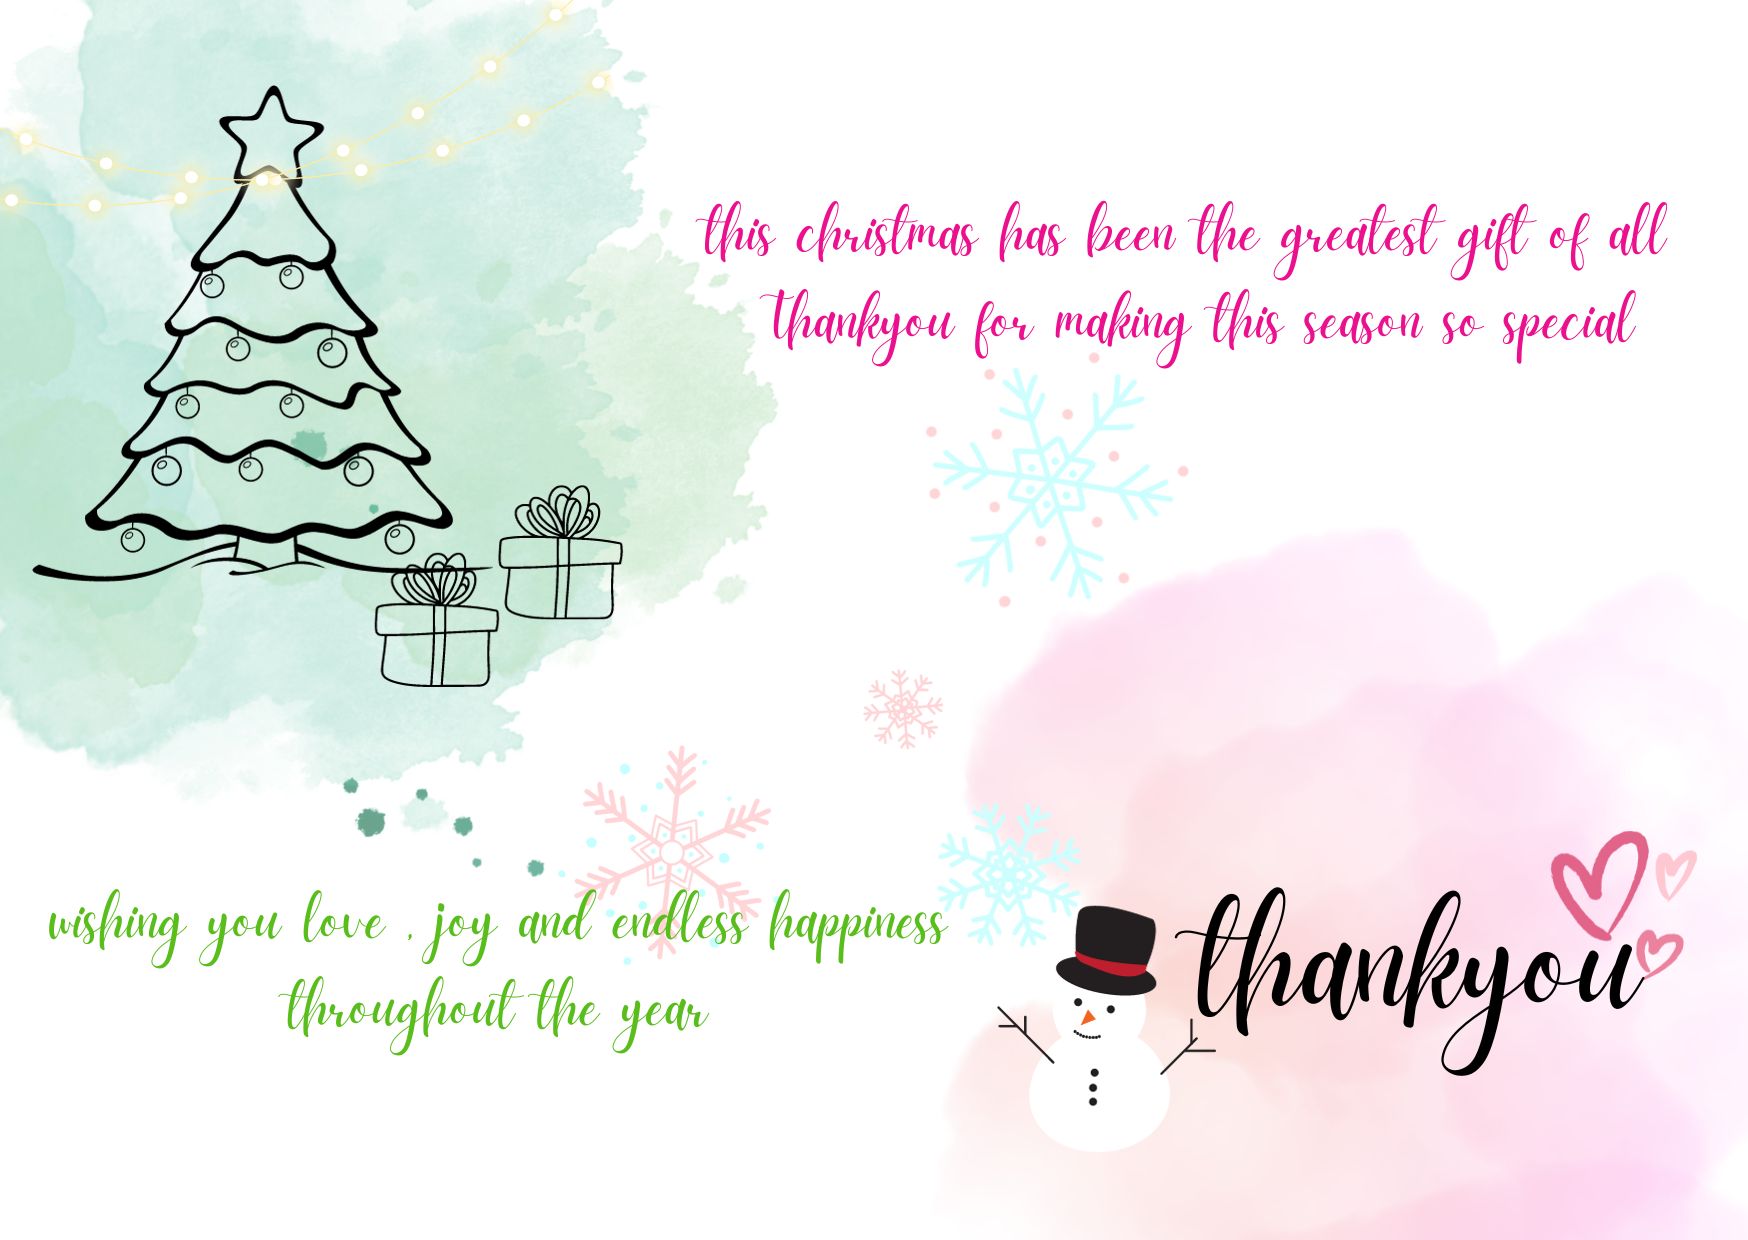 this christmas has been the greatest gift of all
Thankyou for making this season so special
wishing you love , joy and endless happiness
throughout the year
thankyou